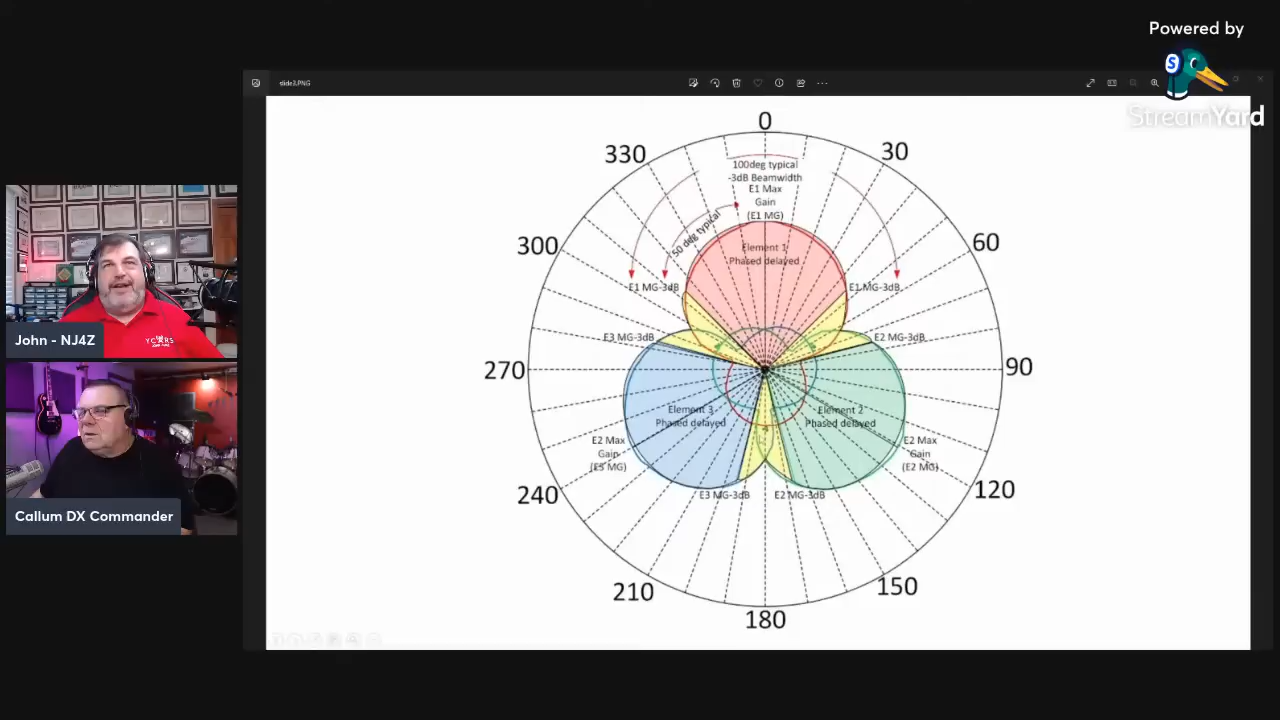 Powered by
StreamYard
slide3.PNG
0
330
30
100deg typical
-3dB Beamwidth
E1 Max
Gain
(E1 MG)
50 deg typical
300
60
Element 1
Phased delayed
E1 MG-3dB
E1 MG-3dB
E3 MG-3dB
E2 MG-3dB
270
90
Element 3
Phased delayed
Element 2
Phased delayed
E2 Max
Gain
(E3 MG)
E2 Max
Gain
(E2 MG)
240
E3 MG-3dB
E2 MG-3dB
120
210
150
180
John - NJ4Z
Callum DX Commander